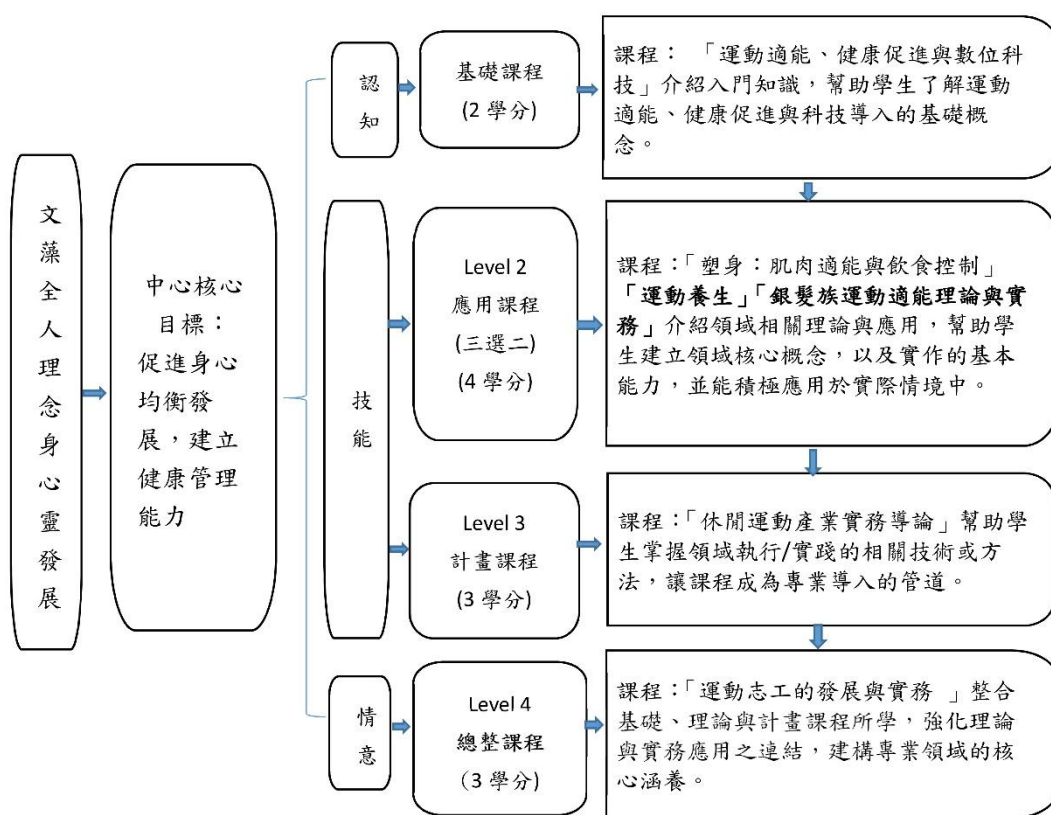 文藻全人理念身心靈發展
中心核心
目標：
促進身心
均衡發
展，建立
健康管理
能力
認知
基礎課程
(2 學分)
課程： 「運動適能、健康促進與數位科
技」介紹入門知識，幫助學生了解運動
適能、健康促進與科技導入的基礎概
念。
技能
Level 2
應用課程
(三選二)
(4 學分)
課程：「塑身：肌肉適能與飲食控制」
「運動養生」「銀髮族運動適能理論與實
務」介紹領域相關理論與應用，幫助學
生建立領域核心概念，以及實作的基本
能力，並能積極應用於實際情境中。
Level 3
計畫課程
(3 學分)
課程：「休閒運動產業實務導論」幫助學
生掌握領域執行/實踐的相關技術或方
法，讓課程成為專業導入的管道。
情意
Level 4
總整課程
（3 學分）
課程：「運動志工的發展與實務 」整合
基礎、理論與計畫課程所學，強化理論
與實務應用之連結，建構專業領域的核
心涵養。